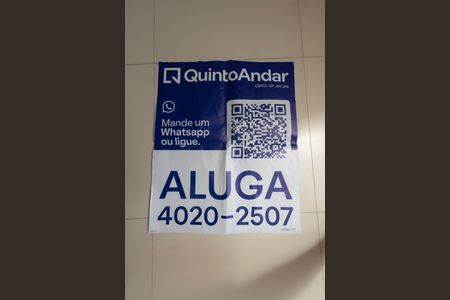 QuintoAndar
Mande um
Whatsapp
ou ligue.
ALUGA
4020-2507